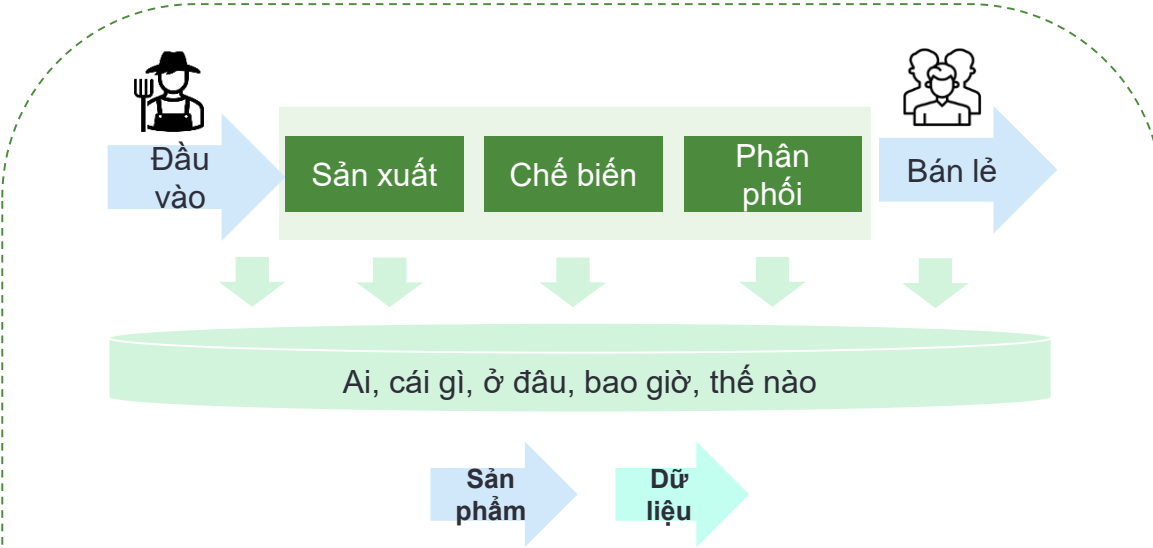 Đầu
vào
Sản xuất
Chế biến
Phân
phối
Bán lẻ
Ai, cái gì, ở đâu, bao giờ, thế nào
Sản
phẩm
Dữ
liệu